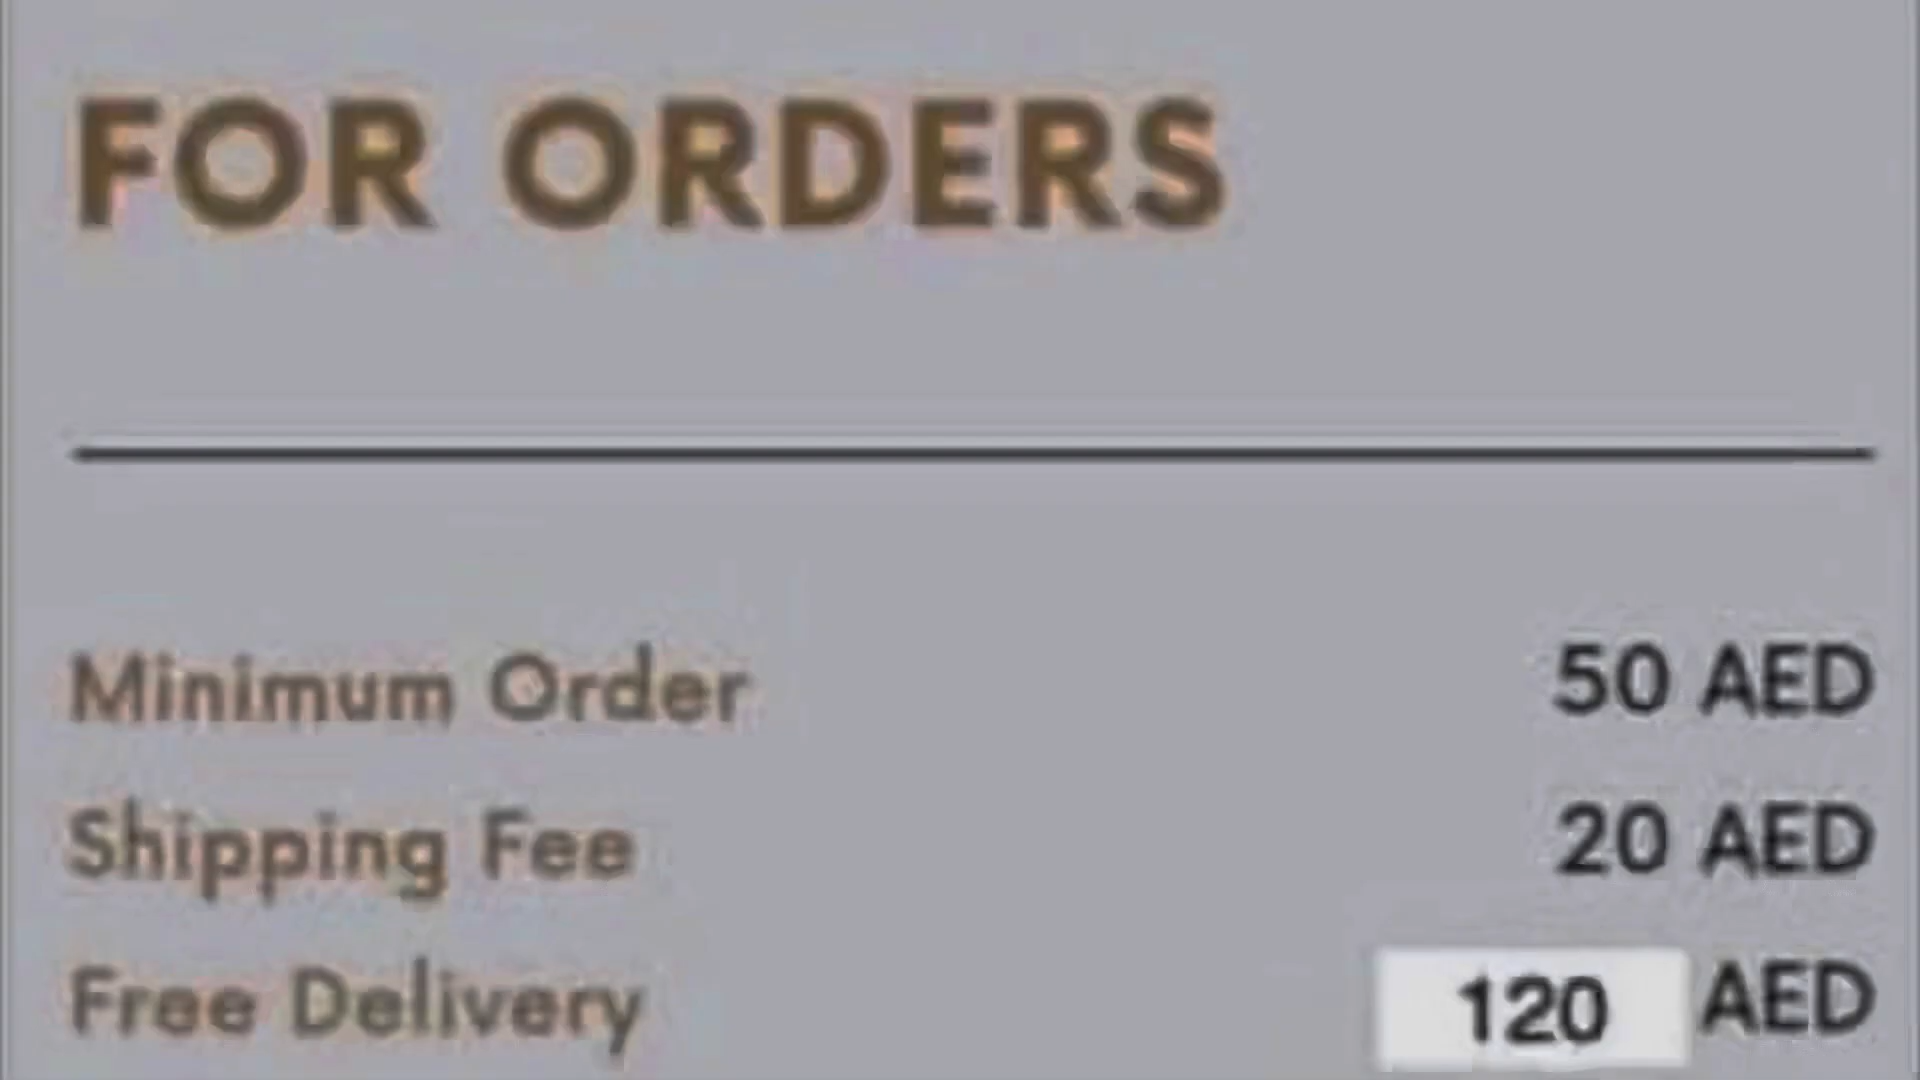 FOR ORDERS
Minimum Order 50 AED
Shipping Fee 20 AED
Free Delivery 120 AED